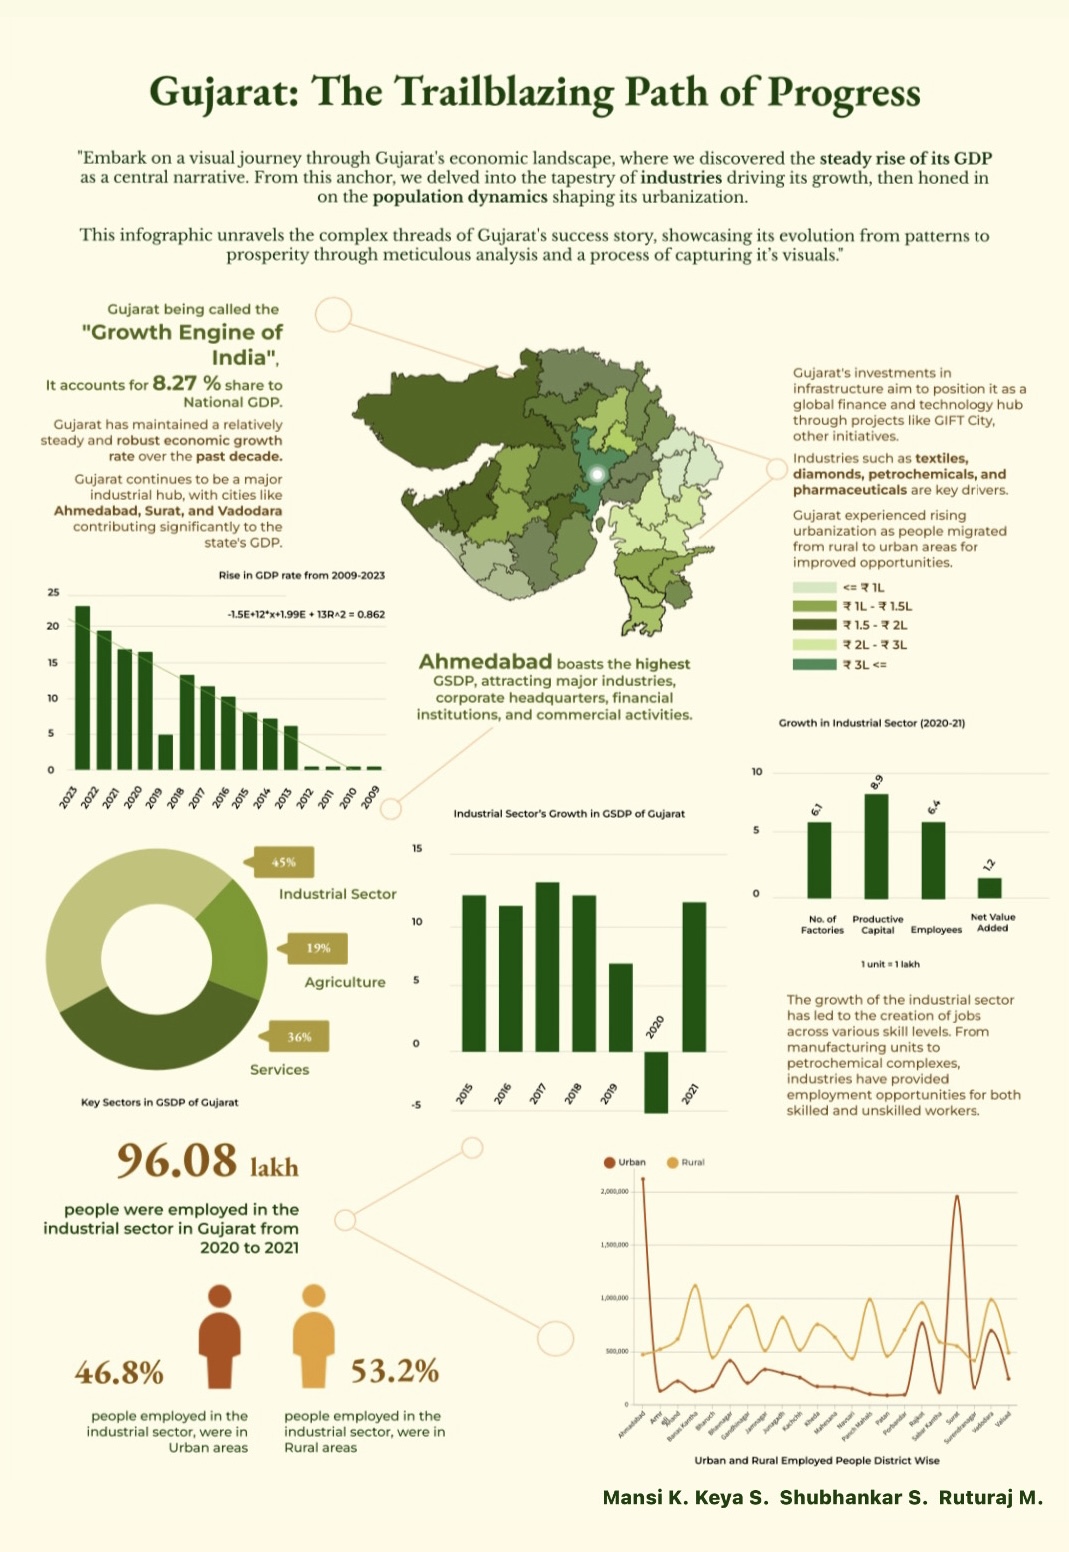 Gujarat: The Trailblazing Path of Progress
"Embark on a visual journey through Gujarat's economic landscape, where we discovered the steady rise of its GDP
as a central narrative. From this anchor, we delved into the tapestry of industries driving its growth, then honed in
on the population dynamics shaping its urbanization.
This infographic unravels the complex threads of Gujarat's success story, showcasing its evolution from patterns to
prosperity through meticulous analysis and a process of capturing it's visuals."
Gujarat being called the
"Growth Engine of
India",
It accounts for 8.27 % share to
National GDP.
Gujarat has maintained a relatively
steady and robust economic growth
rate over the past decade.
Gujarat continues to be a major
industrial hub, with cities like
Ahmedabad, Surat, and Vadodara
contributing significantly to the
state's GDP.
Gujarat's investments in
infrastructure aim to position it as a
global finance and technology hub
through projects like GIFT City,
other initiatives.
Industries such as textiles,
diamonds, petrochemicals, and
pharmaceuticals are key drivers.
Gujarat experienced rising
urbanization as people migrated
from rural to urban areas for
improved opportunities.
<= ₹ 1L
₹ 1L - ₹ 1.5L
₹ 1.5 - ₹ 2L
₹ 2L - ₹ 3L
₹ 3L <=
Rise in GDP rate from 2009-2023
-1.5E+12*x+1.99E + 13R^2 = 0.862
25
20
15
10
5
0
2023
2022
2021
2020
2019
2018
2017
2016
2015
2014
2013
2012
2011
2010
2009
Ahmedabad boasts the highest
GSDP, attracting major industries,
corporate headquarters, financial
institutions, and commercial activities.
Growth in Industrial Sector (2020-21)
10
5
0
6.1
8.9
6.4
1.2
No. of
Factories
Productive
Capital
Employees
Net Value
Added
1 unit = 1 lakh
45%
Industrial Sector
19%
Agriculture
36%
Services
Key Sectors in GSDP of Gujarat
Industrial Sector's Growth in GSDP of Gujarat
15
10
5
0
-5
2015
2016
2017
2018
2019
2020
2021
The growth of the industrial sector
has led to the creation of jobs
across various skill levels. From
manufacturing units to
petrochemical complexes,
industries have provided
employment opportunities for both
skilled and unskilled workers.
96.08 lakh
people were employed in the
industrial sector in Gujarat from
2020 to 2021
46.8%
people employed in the
industrial sector, were in
Urban areas
53.2%
people employed in the
industrial sector, were in
Rural areas
Urban
Rural
2,000,000
1,500,000
1,000,000
500,000
0
Ahmedabad
Anand
Banas Kantha
Bharuch
Bhavnagar
Gandhinagar
Jamnagar
Junagadh
Kachchh
Kheda
Mahesana
Navsari
Panch Mahals
Patan
Porbandar
Rajkot
Sabar Kantha
Surat
Surendranagar
Vadodara
Valsad
Urban and Rural Employed People District Wise
Mansi K. Keya S. Shubhankar S. Ruturaj M.